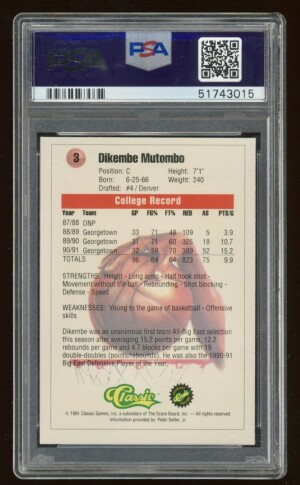 PSA
PSA
51743015
3 Dikembe Mutombo
Position: C Height: 7'1"
Born: 6-25-66 Weight: 240
Drafted: #4 / Denver
College Record
Year Team GP FG% FT% RB AS PTS/G
87/88 DNP
88/89 Georgetown 33 71 48 109 5 3.9
89/90 Georgetown 31 71 60 325 18 10.7
90/91 Georgetown 32 59 70 389 52 15.2
TOTALS 96 64 64 823 75 9.9
STRENGTHS: Height - Long arms - Half hook shot -
Movement without the ball - Rebounding - Shot blocking -
Defense - Speed
WEAKNESSES: Young to the game of basketball - Offensive
skills
Dikembe was an unanimous first team All-Big East selection
this season after averaging 15.2 points per game, 12.2
rebounds per game and 4.7 blocks per game with 19
double-doubles (points/rebounds). He was also the 1990-91
Big East Defensive Player of the Year.
Classic
© 1991 Classic Games, Inc. a subsidiary of The Score Board, Inc. — All rights reserved.
Information provided by: Peter Seiter, Jr.